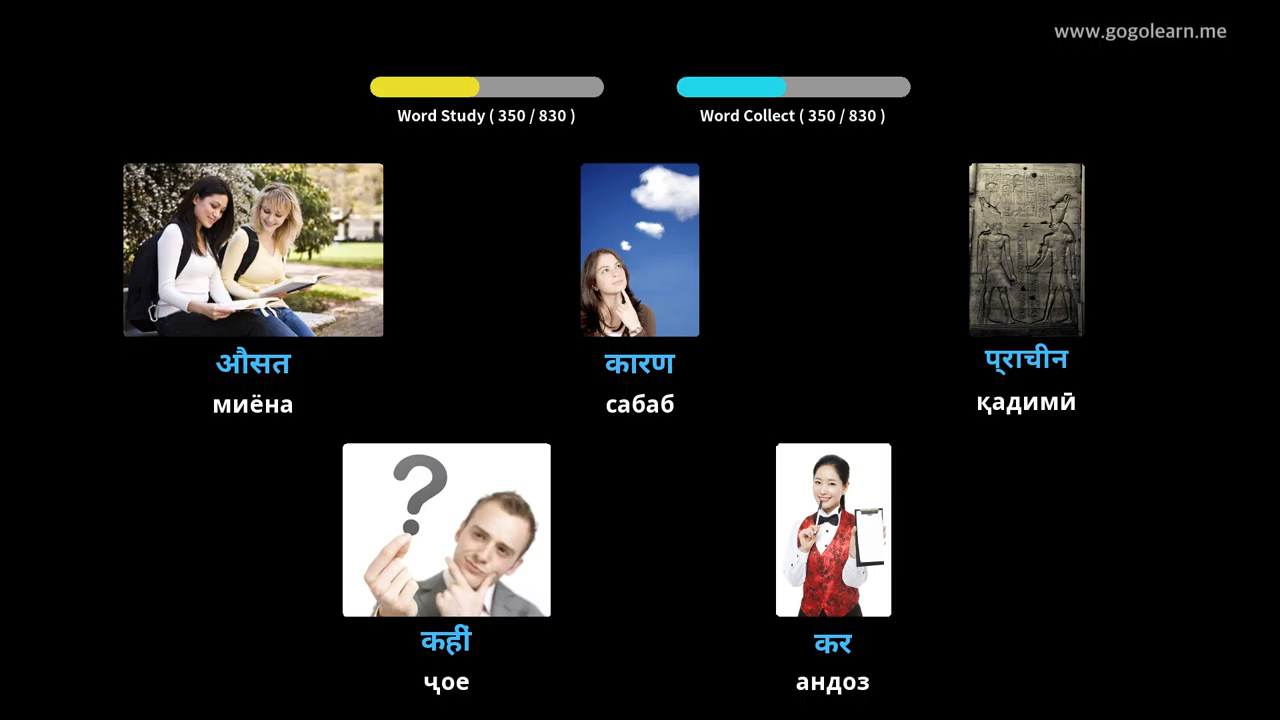 www.gogolearn.me
Word Study ( 350 / 830 )
Word Collect ( 350 / 830 )
औसत
миёна
कारण
сабаб
प्राचीन
қадимӣ
कहीं
ҷое
कर
андоз